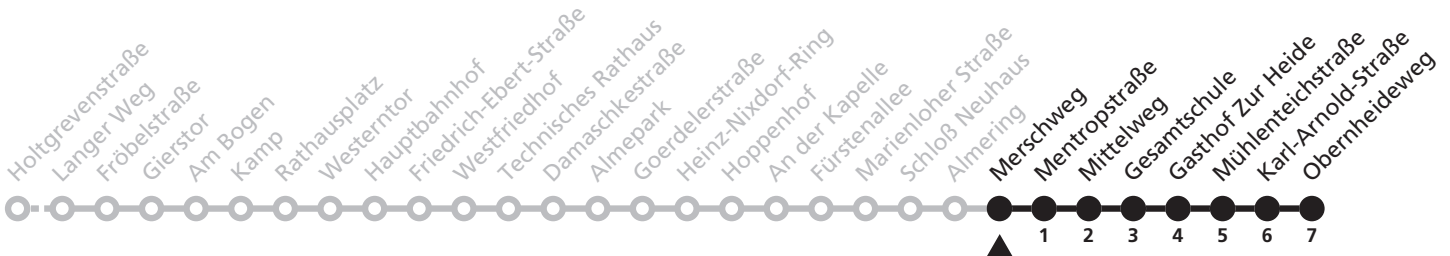 Holtgrevenstraße
Langer Weg
Fröbelstraße
Gierstor
Am Bogen
Kamp
Rathausplatz
Westerntor
Hauptbahnhof
Friedrich-Ebert-Straße
Westfriedhof
Technisches Rathaus
Damaschkestraße
Almepark
Goerdelerstraße
Heinz-Nixdorf-Ring
Hoppenhof
An der Kapelle
Fürstenallee
Marienloher Straße
Schloß Neuhaus
Almering
Merschweg
Mentropstraße
Mittelweg
Gesamtschule
Gasthof Zur Heide
Mühlenteichstraße
Karl-Arnold-Straße
Obernheideweg
1 2 3 4 5 6 7